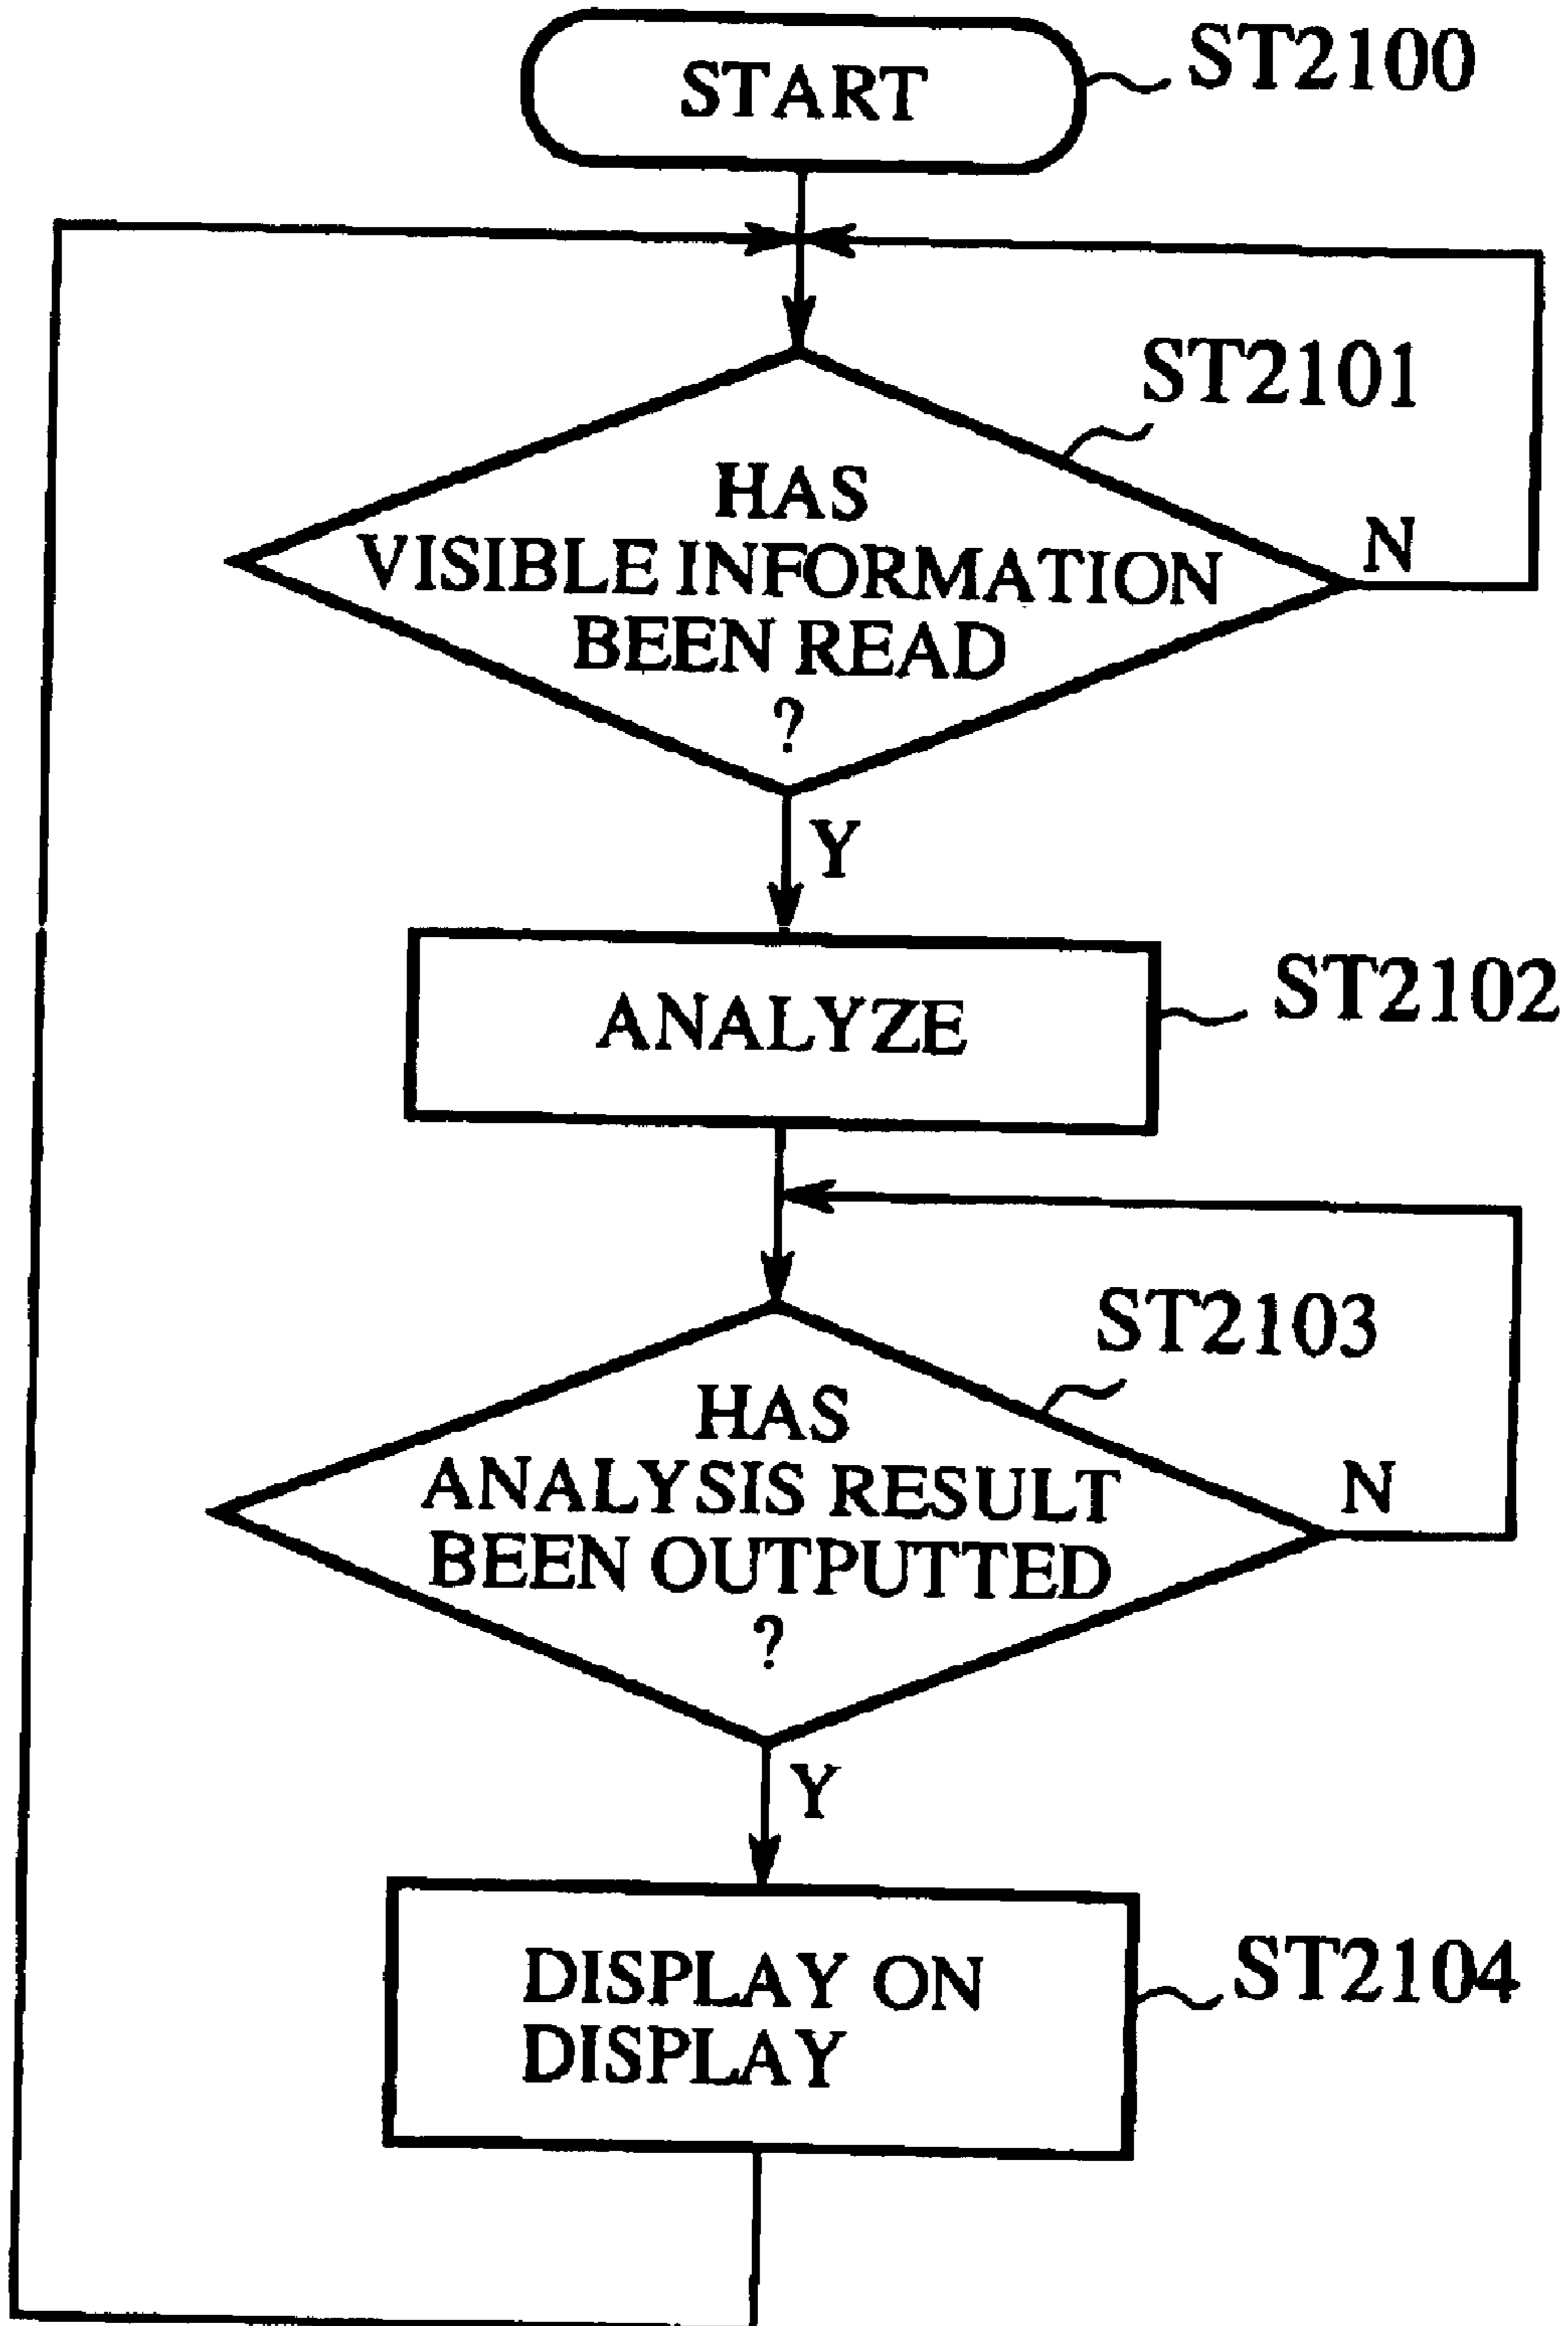 START
ST2100
ST2101
HAS
VISIBLE INFORMATION
BEEN READ
?
N
Y
ANALYZE
ST2102
ST2103
HAS
ANALYSIS RESULT
BEEN OUTPUTTED
?
N
Y
DISPLAY ON
DISPLAY
ST2104